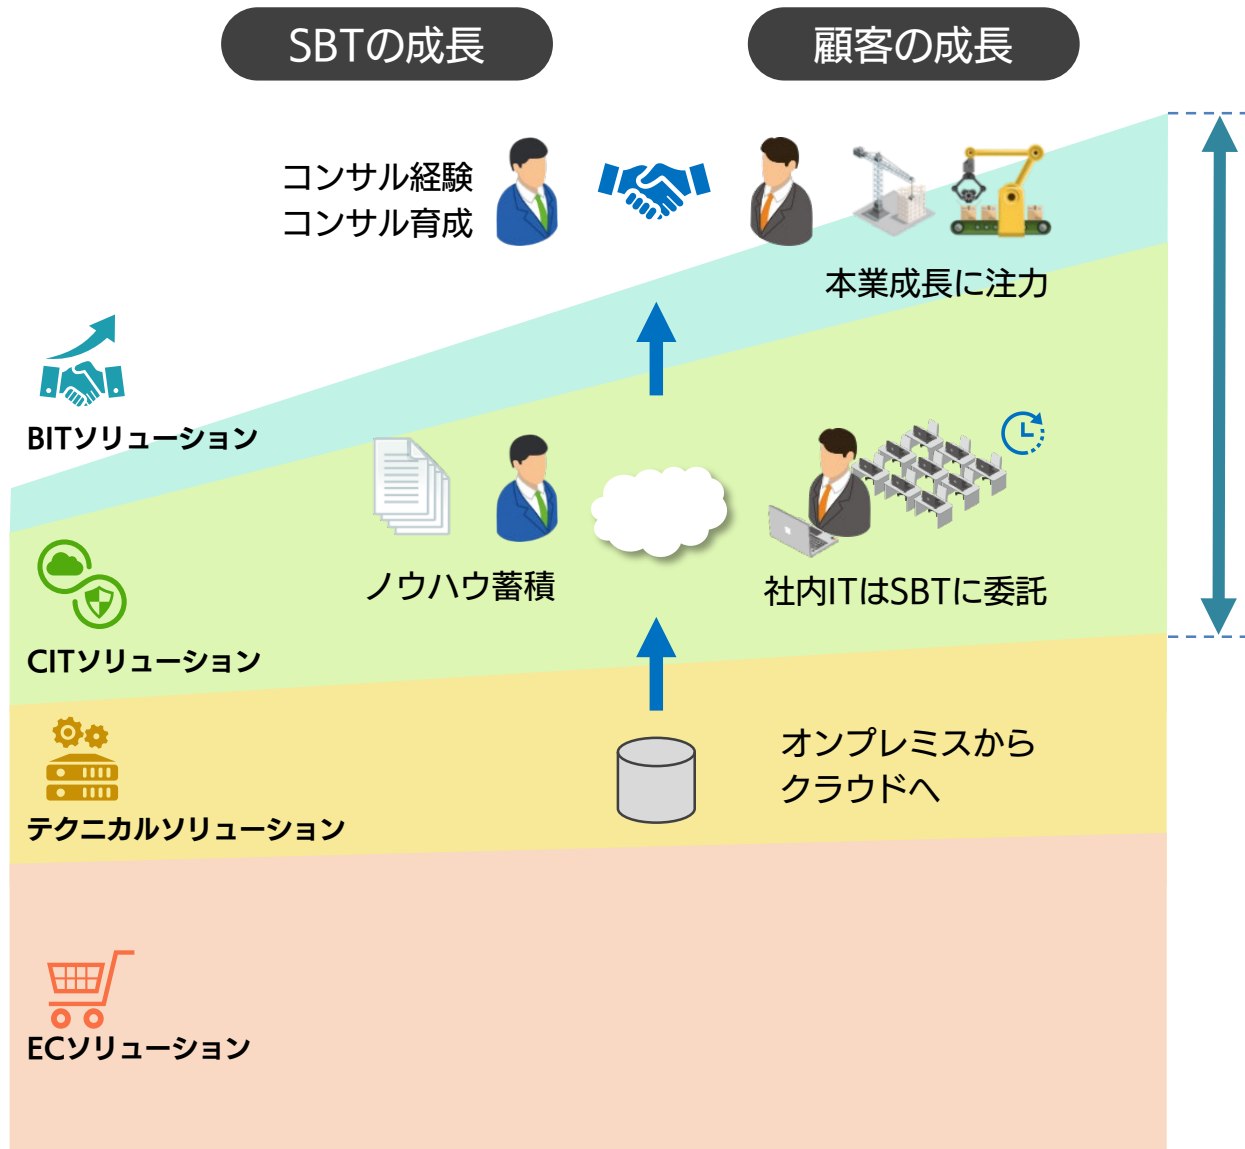 SBTの成長
顧客の成長
コンサル経験
コンサル育成
本業成長に注力
BITソリューション
ノウハウ蓄積
社内ITはSBTに委託
CITソリューション
オンプレミスから
クラウドへ
テクニカルソリューション
ECソリューション